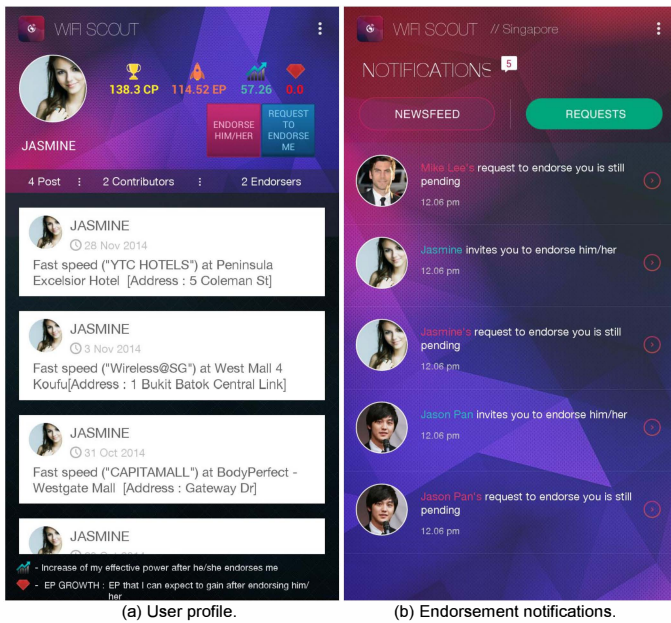 WIFI SCOUT
138.3 CP 114.52 EP 57.26 0.0
ENDORSE
HIM/HER
REQUEST
TO
ENDORSE
ME
JASMINE
4 Post : 2 Contributors : 2 Endorsers
JASMINE
28 Nov 2014
Fast speed ("YTC HOTELS") at Peninsula
Excelsior Hotel [Address : 5 Coleman St]
JASMINE
3 Nov 2014
Fast speed ("Wireless@SG") at West Mall 4
Koufu[Address : 1 Bukit Batok Central Link]
JASMINE
31 Oct 2014
Fast speed ("CAPITAMALL") at BodyPerfect -
Westgate Mall [Address : Gateway Dr]
JASMINE
- Increase of my effective power after he/she endorses me
- EP GROWTH : EP that I can expect to gain after endorsing him/
her
(a) User profile.
WIFI SCOUT // Singapore
NOTIFICATIONS 5
NEWSFEED REQUESTS
Mike Lee's request to endorse you is still
pending
12.06 pm
Jasmine invites you to endorse him/her
12.06 pm
Jasmine's request to endorse you is still
pending
12.06 pm
Jason Pan invites you to endorse him/her
12.06 pm
Jason Pan's request to endorse you is still
pending
12.06 pm
(b) Endorsement notifications.